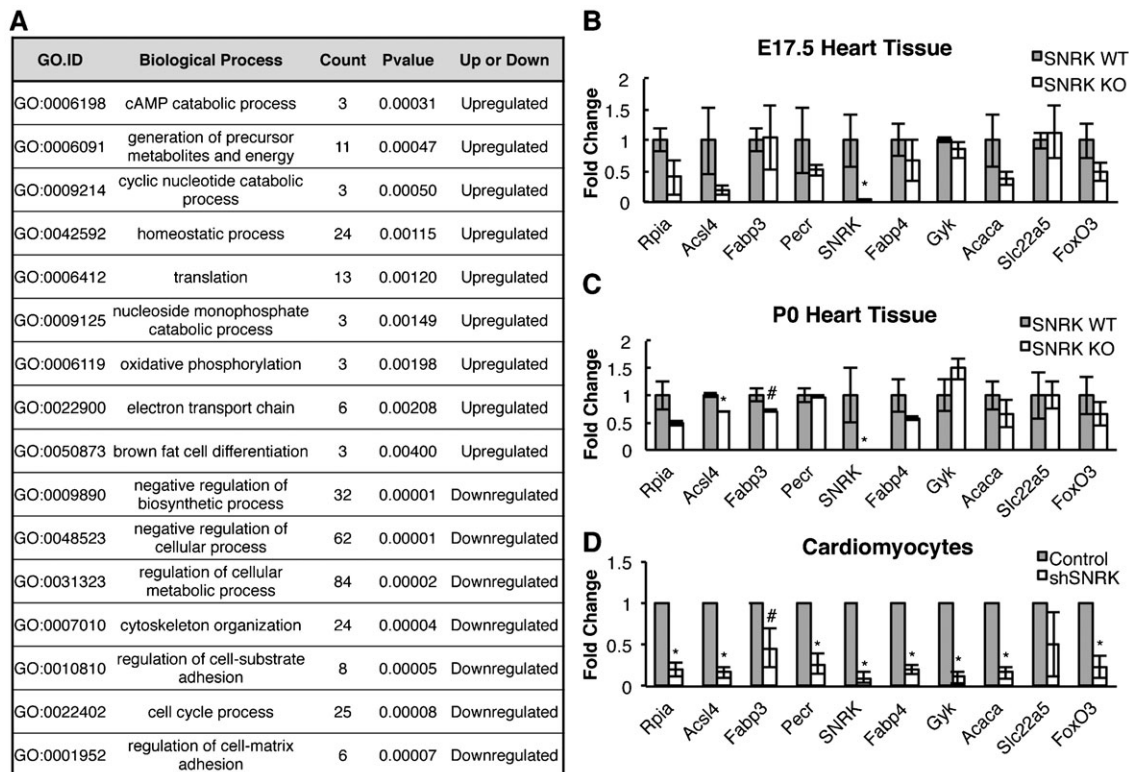 A
GO.ID Biological Process Count Pvalue Up or Down
GO:0006198 cAMP catabolic process 3 0.00031 Upregulated
GO:0006091 generation of precursor metabolites and energy 11 0.00047 Upregulated
GO:0009214 cyclic nucleotide catabolic process 3 0.00050 Upregulated
GO:0042592 homeostatic process 24 0.00115 Upregulated
GO:0006412 translation 13 0.00120 Upregulated
GO:0009125 nucleoside monophosphate catabolic process 3 0.00149 Upregulated
GO:0006119 oxidative phosphorylation 3 0.00198 Upregulated
GO:0022900 electron transport chain 6 0.00208 Upregulated
GO:0050873 brown fat cell differentiation 3 0.00400 Upregulated
GO:0009890 negative regulation of biosynthetic process 32 0.00001 Downregulated
GO:0048523 negative regulation of cellular process 62 0.00001 Downregulated
GO:0031323 regulation of cellular metabolic process 84 0.00002 Downregulated
GO:0007010 cytoskeleton organization 24 0.00004 Downregulated
GO:0010810 regulation of cell-substrate adhesion 8 0.00005 Downregulated
GO:0022402 cell cycle process 25 0.00008 Downregulated
GO:0001952 regulation of cell-matrix adhesion 6 0.00007 Downregulated
B
E17.5 Heart Tissue
SNRK WT
SNRK KO
Fold Change
2
1.5
1
0.5
0
*
Rpia Acsl4 Fabp3 Pecr SNRK Fabp4 Gyk Acaca Slc22a5 FoxO3
C
P0 Heart Tissue
SNRK WT
SNRK KO
Fold Change
2
1.5
1
0.5
0
* # *
Rpia Acsl4 Fabp3 Pecr SNRK Fabp4 Gyk Acaca Slc22a5 FoxO3
D
Cardiomyocytes
Control
shSNRK
Fold Change
1.5
1
0.5
0
* * # * * * * * *
Rpia Acsl4 Fabp3 Pecr SNRK Fabp4 Gyk Acaca Slc22a5 FoxO3